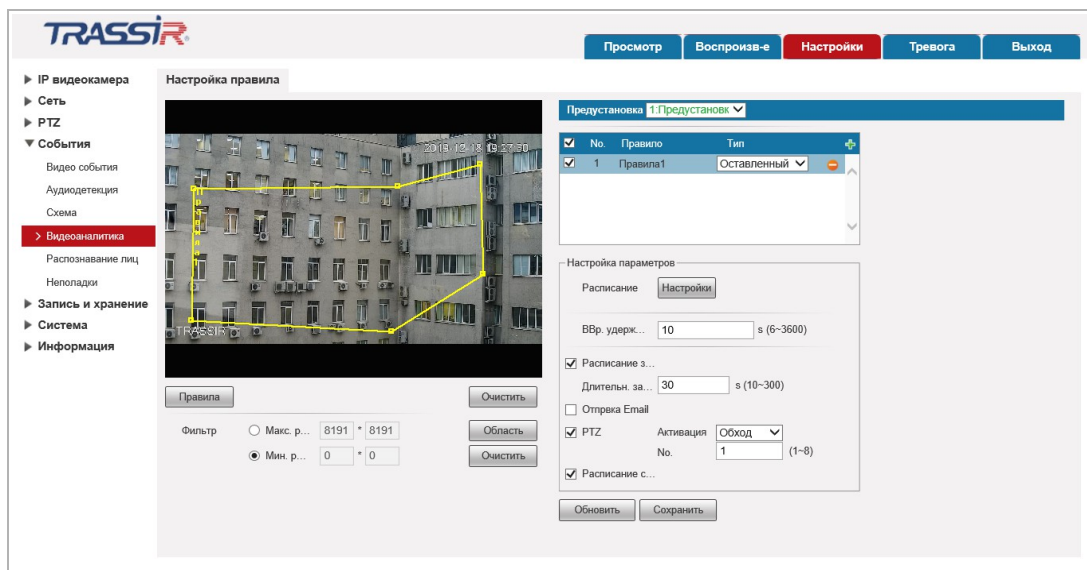 TRASSIR
Просмотр Воспроизв-е Настройки Тревога Выход
IP видеокамера
Сеть
PTZ
События
Видео события
Аудиодетекция
Схема
> Видеоаналитика
Распознавание лиц
Неполадки
Запись и хранение
Система
Информация
Настройка правила
2019-12-18 19:27:30
Правила1
TRASSIR
Правила Очистить
Фильтр Макс. р... 8191 * 8191 Область
Мин. р... 0 * 0 Очистить
Предустановка 1:Предустановк
No. Правило Тип
1 Правила1 Оставленный
Настройка параметров
Расписание Настройки
ВВр. удерж... 10 s (6~3600)
Расписание з...
Длительн. за... 30 s (10~300)
Отпрвка Email
PTZ Активация Обход
No. 1 (1~8)
Расписание с...
Обновить Сохранить